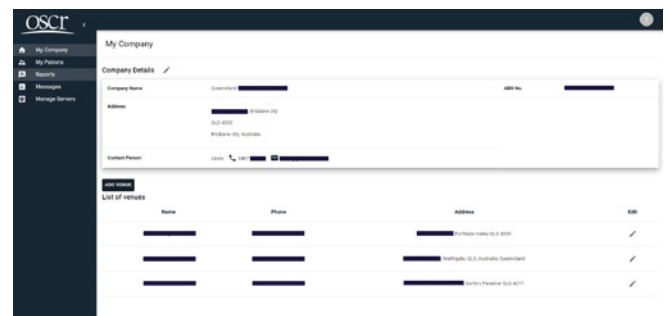 OSCr
My Company
My Patrons
Reports
Messages
Manage Servers
My Company
Company Details
Company Name Queensland ABN No.
Address Brisbane city
QLD 4000
Brisbane city, Australia
Contact Person Linda 0407
ADD VENUE
List of venues
Name Phone Address Edit
Fortitude Valley QLD 4009
Northgate, QLD, Australia, Queensland
Surfers Paradise QLD 4217